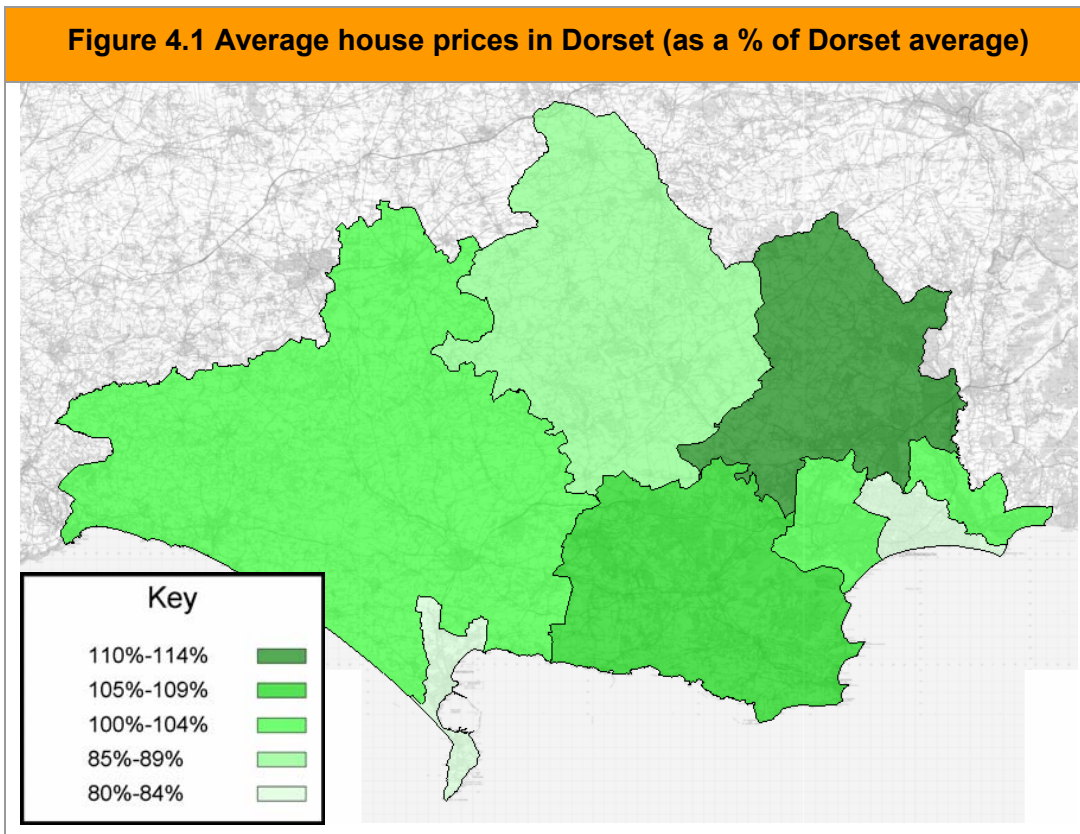 Figure 4.1 Average house prices in Dorset (as a % of Dorset average)
Key
110%-114%
105%-109%
100%-104%
85%-89%
80%-84%